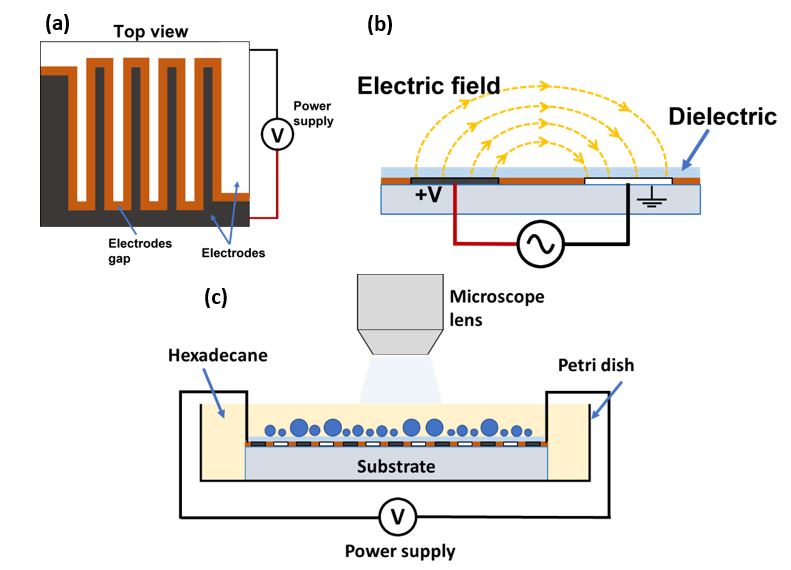 (a)
Top view
Power
supply
V
Electrodes
gap
Electrodes
(b)
Electric field
Dielectric
+V
(c)
Microscope
lens
Hexadecane
Petri dish
Substrate
V
Power supply